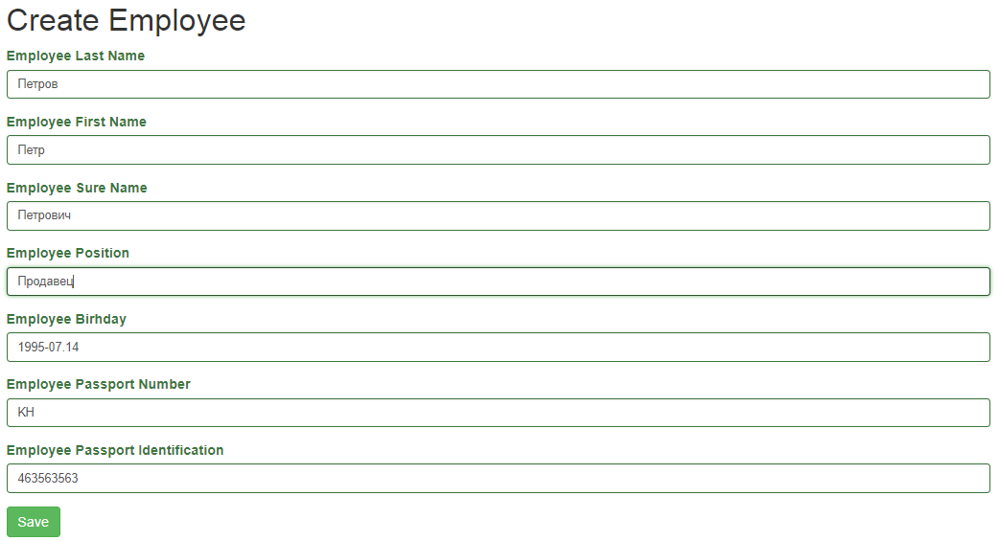 Create Employee
Employee Last Name
Петров
Employee First Name
Петр
Employee Sure Name
Петрович
Employee Position
Продавец
Employee Birhday
1995-07.14
Employee Passport Number
КН
Employee Passport Identification
463563563
Save